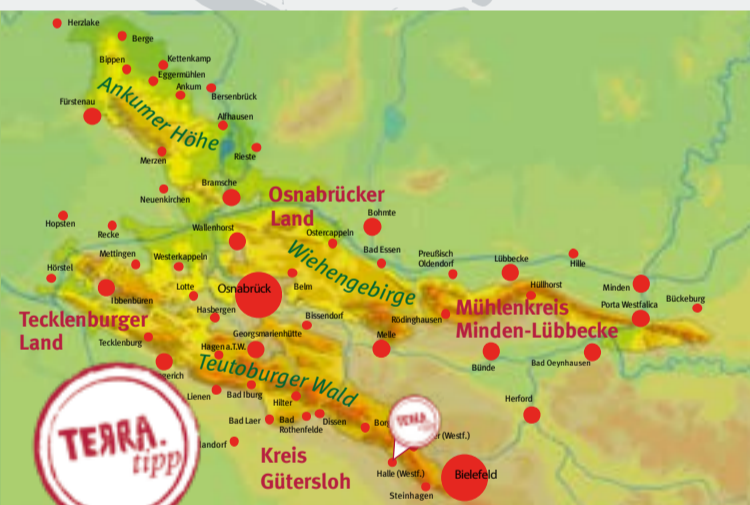 Herzlake
Berge
Bippen
Kettenkamp
Eggermühlen
Ankum
Bersenbrück
Fürstenau
Ankumer Höhe
Alfhausen
Rieste
Merzen
Neuenkirchen
Bramsche
Osnabrücker
Land
Hopsten
Recke
Wallenhorst
Ostercappeln
Bohmte
Mettingen
Westerkappeln
Wiehengebirge
Bad Essen
Preußisch
Oldendorf
Lübbecke
Hille
Hörstel
Ibbenbüren
Lotte
Osnabrück
Belm
Hüllhorst
Minden
Bückeburg
Porta Westfalica
Hasbergen
Bissendorf
Rödinghausen
Mühlenkreis
Minden-Lübbecke
Tecklenburger
Land
Tecklenburg
Georgsmarienhütte
Hagen a.T.W.
Melle
Bünde
Bad Oeynhausen
Teutoburger Wald
Lienen
Bad Iburg
Hilter
Herford
Bad Laer
Bad
Rothenfelde
Dissen
TERRA.
tipp
TERRA.
Kreis
Gütersloh
Halle (Westf.)
Bielefeld
Steinhagen